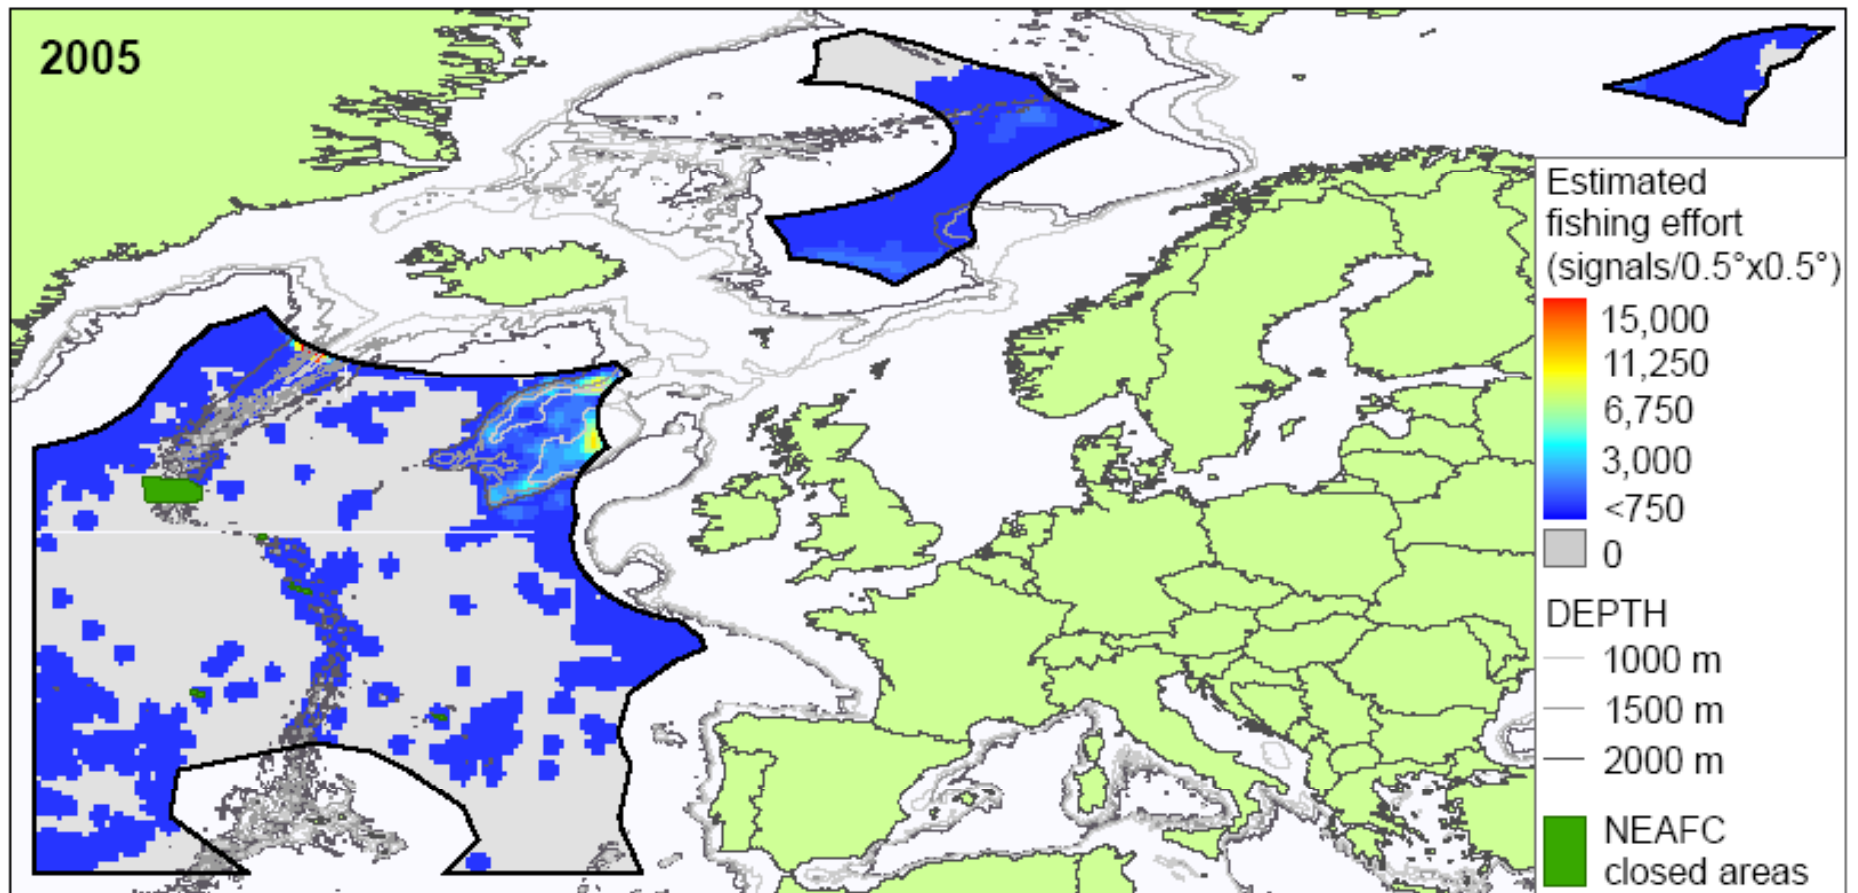 2005
Estimated
fishing effort
(signals/0.5°x0.5°)
15,000
11,250
6,750
3,000
<750
0
DEPTH
1000 m
1500 m
2000 m
NEAFC
closed areas